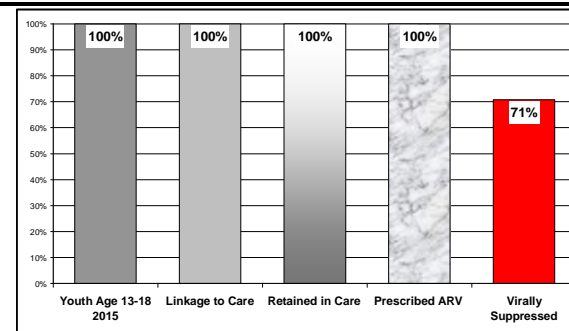 100%
90%
80%
70%
60%
50%
40%
30%
20%
10%
0%
100%
100%
100%
100%
71%
Youth Age 13-18
2015
Linkage to Care
Retained in Care
Prescribed ARV
Virally
Suppressed